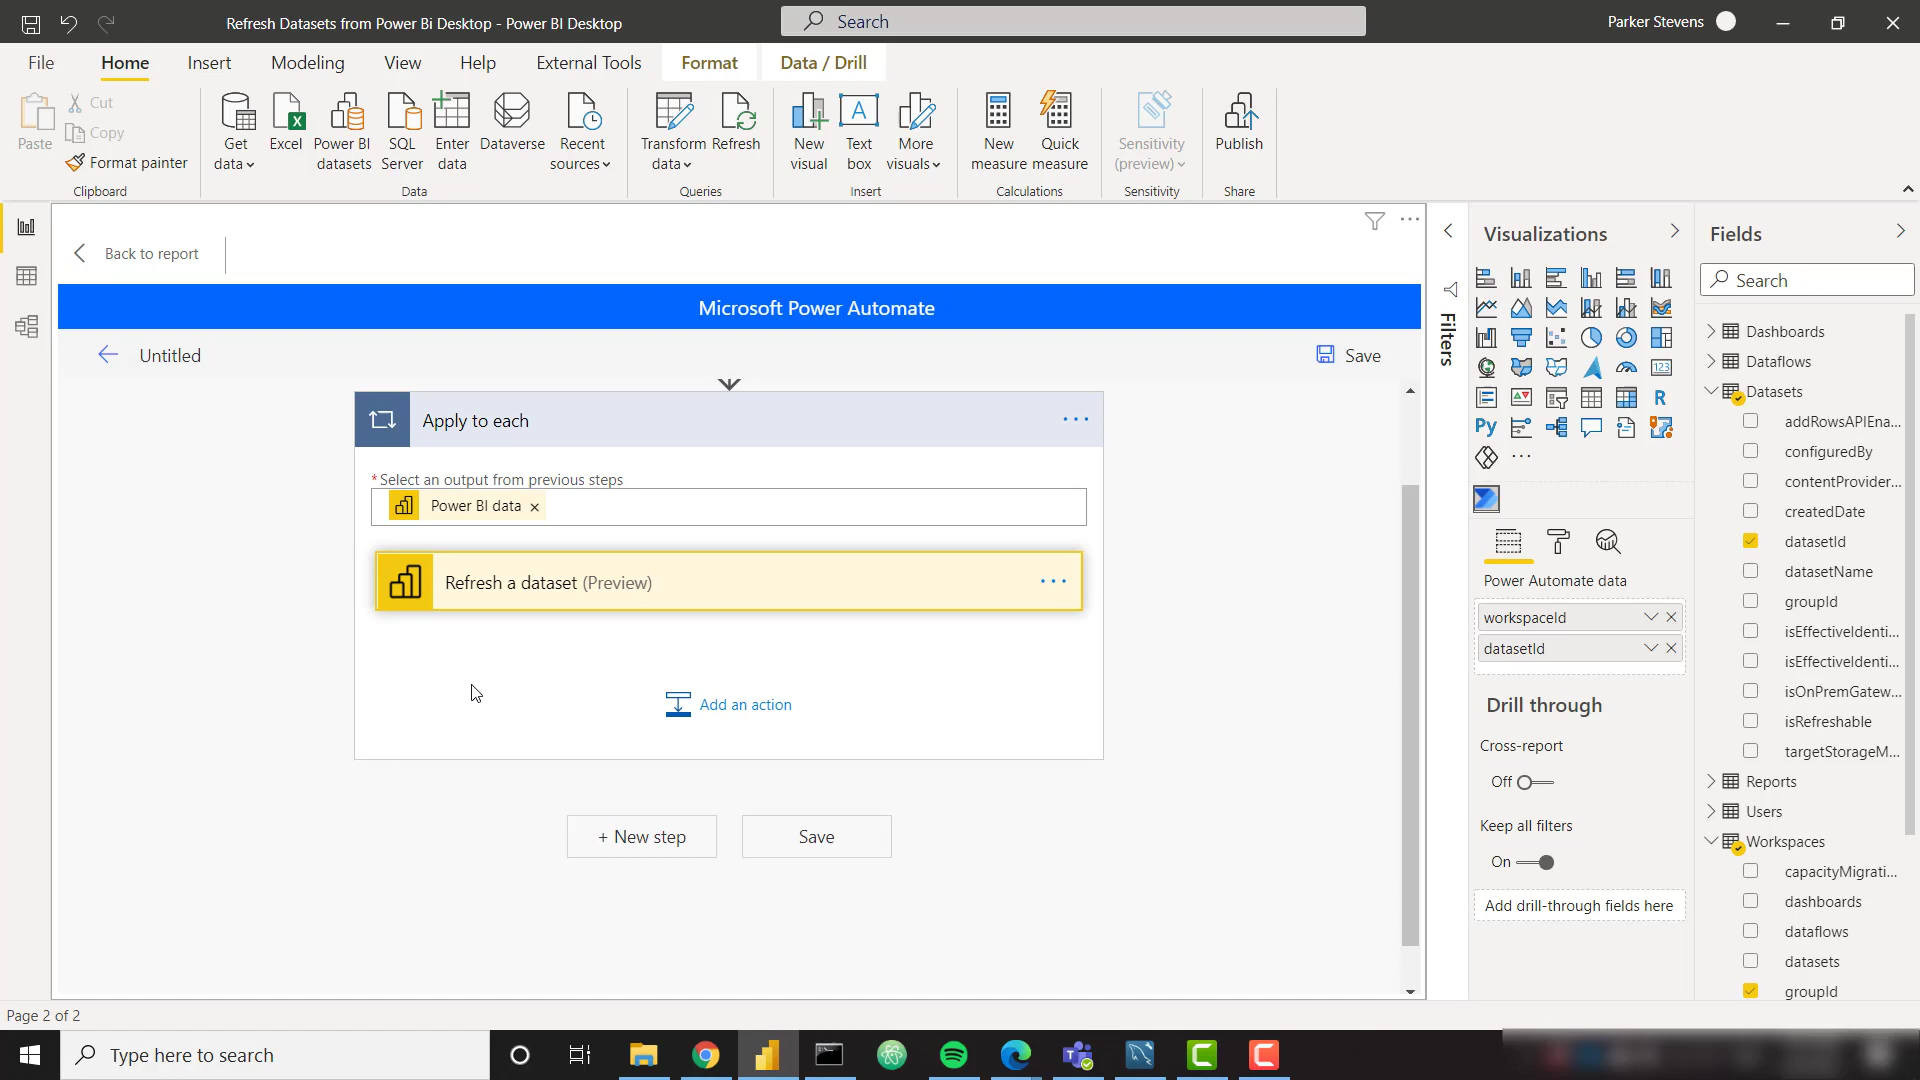 Refresh Datasets from Power Bi Desktop - Power BI Desktop
Search
Parker Stevens
File
Home
Insert
Modeling
View
Help
External Tools
Format
Data / Drill
Paste
Cut
Copy
Format painter
Clipboard
Get data
Excel
Power BI datasets
SQL Server
Enter data
Dataverse
Recent sources
Data
Transform data
Refresh
Queries
New visual
Text box
More visuals
Insert
New measure
Quick measure
Calculations
Sensitivity (preview)
Sensitivity
Publish
Share
Back to report
Microsoft Power Automate
Untitled
Save
Apply to each
* Select an output from previous steps
Power BI data
Refresh a dataset (Preview)
Add an action
+ New step
Save
Filters
Visualizations
123
R
Py
Power Automate data
workspaceId
datasetId
Drill through
Cross-report
Off
Keep all filters
On
Add drill-through fields here
Fields
Search
Dashboards
Dataflows
Datasets
addRowsAPIEna...
configuredBy
contentProvider...
createdDate
datasetId
datasetName
groupId
isEffectiveIdenti...
isEffectiveIdenti...
isOnPremGatew...
isRefreshable
targetStorageM...
Reports
Users
Workspaces
capacityMigrati...
dashboards
dataflows
datasets
groupId
Page 2 of 2
Type here to search